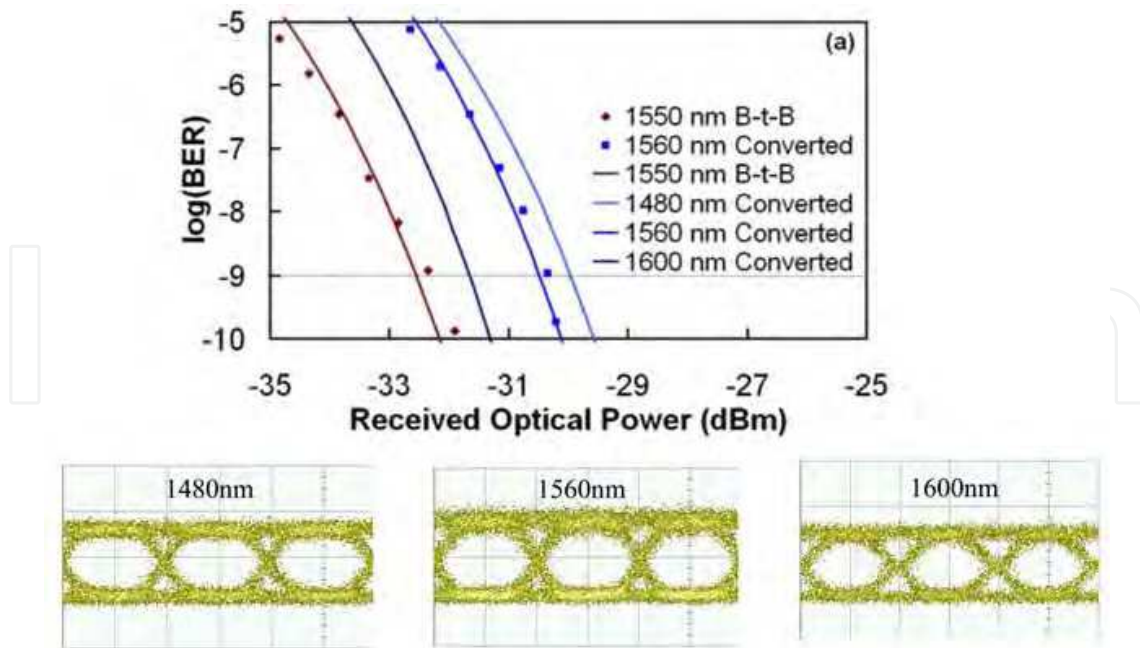 -5
(a)
-6
-7
-8
-9
-10
log(BER)
1550 nm B-t-B
1560 nm Converted
1550 nm B-t-B
1480 nm Converted
1560 nm Converted
1600 nm Converted
-35 -33 -31 -29 -27 -25
Received Optical Power (dBm)
1480nm 1560nm 1600nm